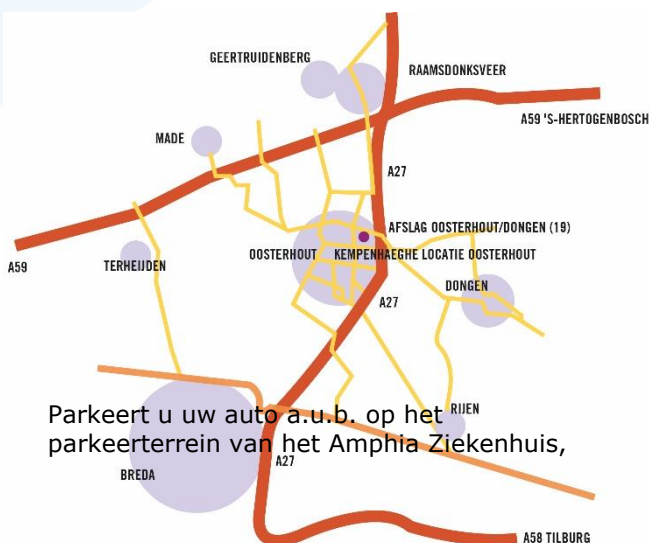 GEERTRUIDENBERG
RAAMSDONKSVEER
A59 'S-HERTOGENBOSCH
MADE
A27
AFSLAG OOSTERHOUT/DONGEN (19)
OOSTERHOUT KEMPENHAEGHE LOCATIE OOSTERHOUT
TERHEIJDEN
A59
DONGEN
A27
Parkeert u uw auto a.u.b. op het
RIJEN
parkeerterrein van het Amphia Ziekenhuis,
A27
BREDA
A58 TILBURG